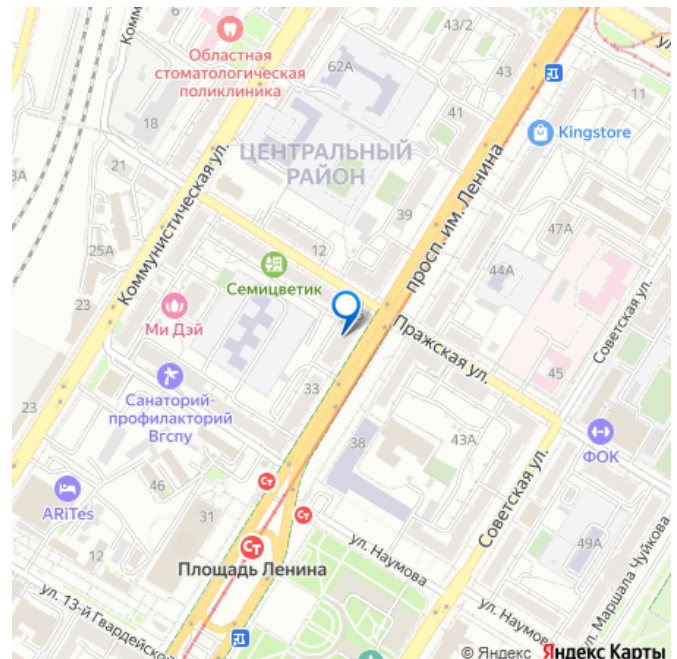 43/2
Областная
стоматологическая
поликлиника
62А
43
11
18
41
Kingstore
ЦЕНТРАЛЬНЫЙ
РАЙОН
21
Коммунистическая ул.
просп. им. Ленина
39
47А
25А
12
44А
Семицветик
23
Советская ул.
Ми Дэй
Пражская ул.
33
45
Санаторий-
профилакторий
Вгспу
23
38
43А
ФОК
46
ARiTes
31
Советская ул.
49А
12
Площадь Ленина
ул. Наумова
ул. Маршала Чуйкова
ул. 13-й Гвардейской
ул. Наумова
© Яндекс Яндекс Карты